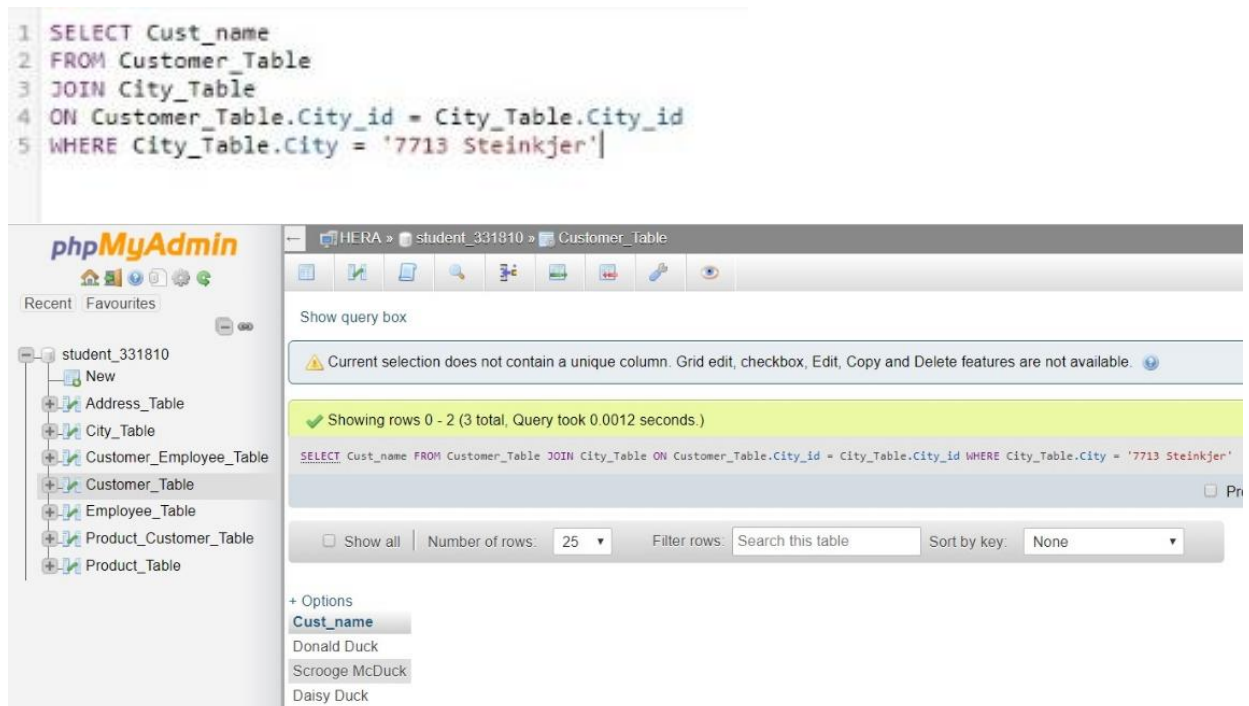 1 SELECT Cust_name
2 FROM Customer_Table
3 JOIN City_Table
4 ON Customer_Table.City_id = City_Table.City_id
5 WHERE City_Table.City = '7713 Steinkjer'
phpMyAdmin
Recent Favourites
student_331810
New
Address_Table
City_Table
Customer_Employee_Table
Customer_Table
Employee_Table
Product_Customer_Table
Product_Table
HERA » student_331810 » Customer_Table
Show query box
Current selection does not contain a unique column. Grid edit, checkbox, Edit, Copy and Delete features are not available.
Showing rows 0 - 2 (3 total, Query took 0.0012 seconds.)
SELECT Cust_name FROM Customer_Table JOIN City_Table ON Customer_Table.City_id = City_Table.City_id WHERE City_Table.City = '7713 Steinkjer'
Pr
Show all | Number of rows: 25 Filter rows: Search this table Sort by key: None
+ Options
Cust_name
Donald Duck
Scrooge McDuck
Daisy Duck